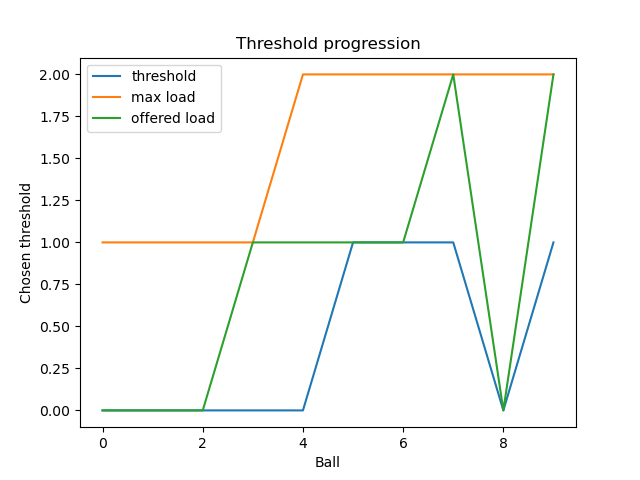 Threshold progression
threshold
max load
offered load
2.00
1.75
1.50
1.25
1.00
0.75
0.50
0.25
0.00
Chosen threshold
0 2 4 6 8
Ball